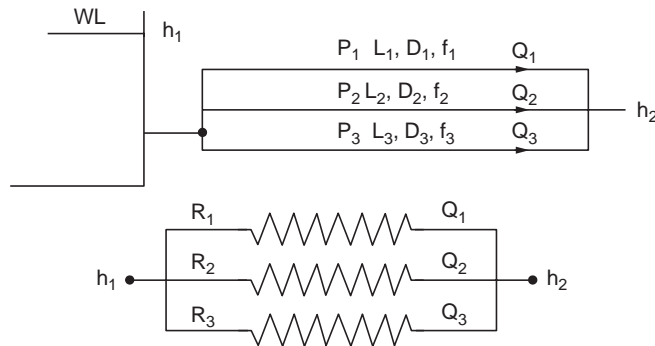 WL h₁
P₁ L₁, D₁, f₁ Q₁
P₂ L₂, D₂, f₂ Q₂
h₂
P₃ L₃, D₃, f₃ Q₃
R₁ Q₁
h₁ R₂ Q₂ h₂
R₃ Q₃